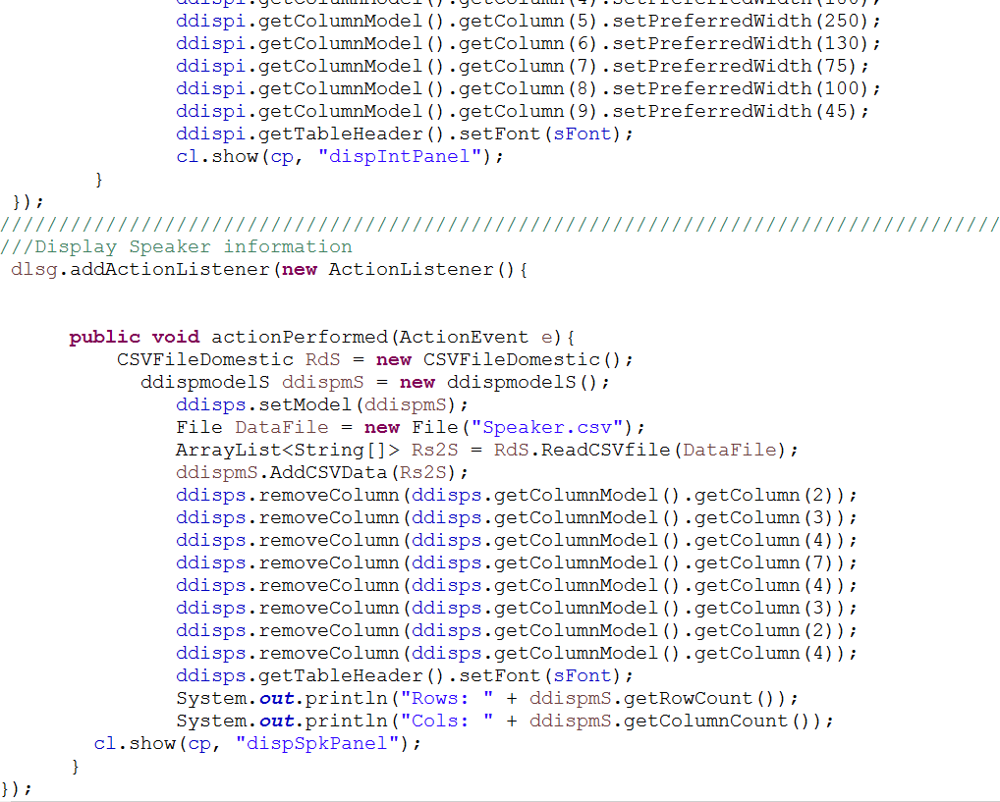 ddispi.getColumnModel().getColumn(4).setPreferredWidth(100);
ddispi.getColumnModel().getColumn(5).setPreferredWidth(250);
ddispi.getColumnModel().getColumn(6).setPreferredWidth(130);
ddispi.getColumnModel().getColumn(7).setPreferredWidth(75);
ddispi.getColumnModel().getColumn(8).setPreferredWidth(100);
ddispi.getColumnModel().getColumn(9).setPreferredWidth(45);
ddispi.getTableHeader().setFont(sFont);
cl.show(cp, "dispIntPanel");
}
});
/////////////////////////////////////////////////////////////////////////////////////
///Display Speaker information
dlsg.addActionListener(new ActionListener(){
public void actionPerformed(ActionEvent e){
CSVFileDomestic RdS = new CSVFileDomestic();
ddispmodelS ddispmS = new ddispmodelS();
ddisps.setModel(ddispmS);
File DataFile = new File("Speaker.csv");
ArrayList<String[]> Rs2S = RdS.ReadCSVfile(DataFile);
ddispmS.AddCSVData(Rs2S);
ddisps.removeColumn(ddisps.getColumnModel().getColumn(2));
ddisps.removeColumn(ddisps.getColumnModel().getColumn(3));
ddisps.removeColumn(ddisps.getColumnModel().getColumn(4));
ddisps.removeColumn(ddisps.getColumnModel().getColumn(7));
ddisps.removeColumn(ddisps.getColumnModel().getColumn(4));
ddisps.removeColumn(ddisps.getColumnModel().getColumn(3));
ddisps.removeColumn(ddisps.getColumnModel().getColumn(2));
ddisps.removeColumn(ddisps.getColumnModel().getColumn(4));
ddisps.getTableHeader().setFont(sFont);
System.out.println("Rows: " + ddispmS.getRowCount());
System.out.println("Cols: " + ddispmS.getColumnCount());
cl.show(cp, "dispSpkPanel");
}
});